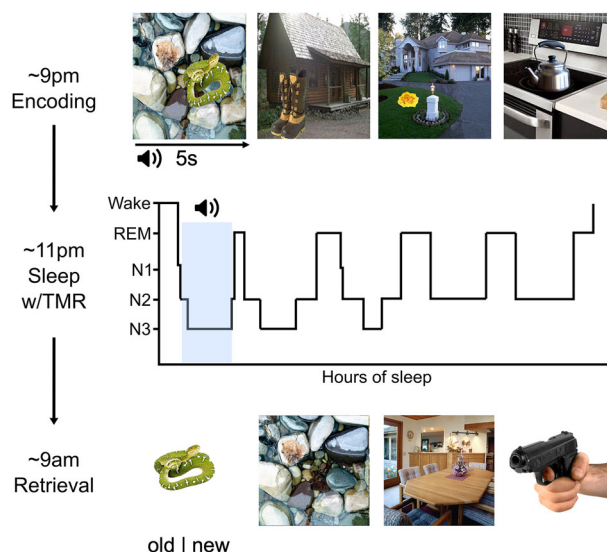 ~9pm
Encoding
5s
~11pm
Sleep
w/TMR
Wake
REM
N1
N2
N3
Hours of sleep
~9am
Retrieval
old | new